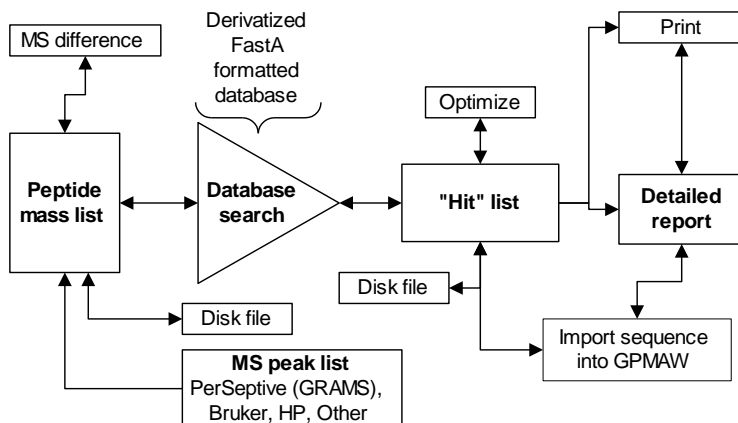 MS difference
Derivatized
FastA
formatted
database
Print
Optimize
Peptide
mass list
Database
search
"Hit" list
Detailed
report
Disk file
Disk file
Import sequence
into GPMAW
MS peak list
PerSeptive (GRAMS),
Bruker, HP, Other